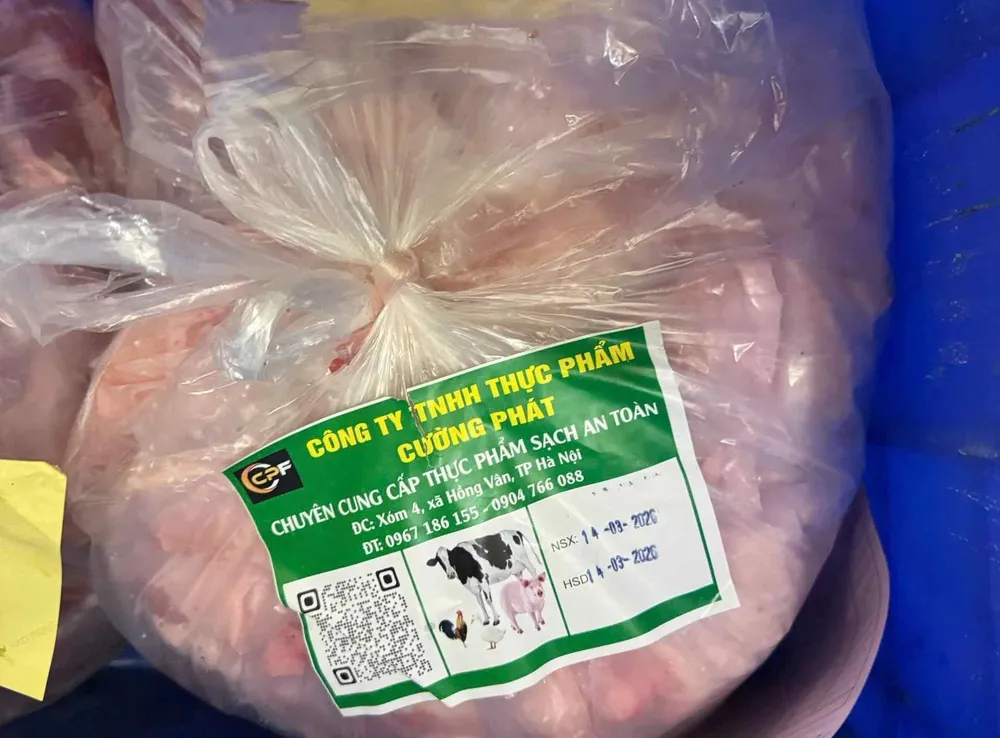 CÔNG TY TNHH THỰC PHẨM
CƯỜNG PHÁT
CPF
CHUYÊN CUNG CẤP THỰC PHẨM SẠCH AN TOÀN
ĐC: Xóm 4, xã Hồng Vân, TP Hà Nội
ĐT: 0967 186 155 - 0904 766 088
NSX: 14-03-2026
HSD 14-03-2026